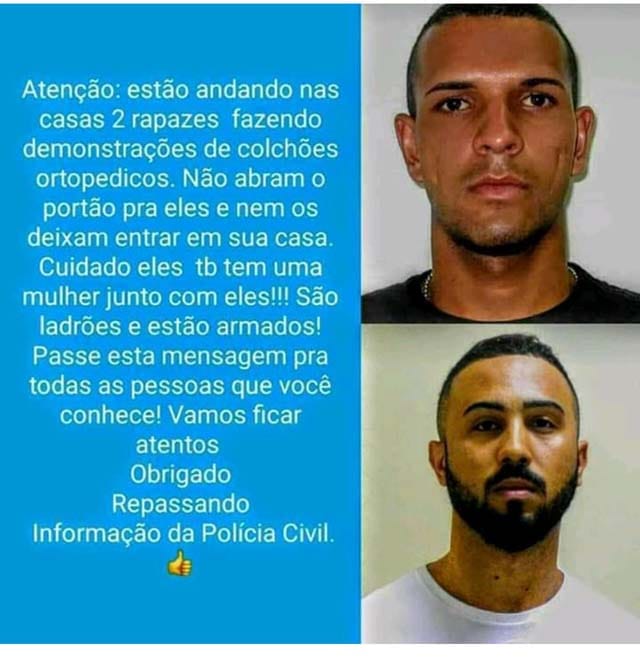 Atenção: estão andando nas
casas 2 rapazes fazendo
demonstrações de colchões
ortopedicos. Não abram o
portão pra eles e nem os
deixam entrar em sua casa.
Cuidado eles tb tem uma
mulher junto com eles!!! São
ladrões e estão armados!
Passe esta mensagem pra
todas as pessoas que você
conhece! Vamos ficar
atentos
Obrigado
Repassando
Informação da Polícia Civil.
👍